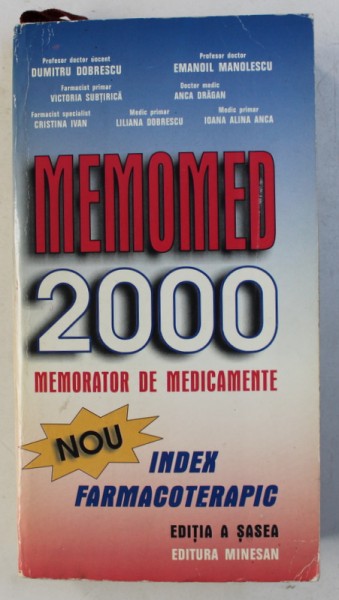 Profesor doctor docent
DUMITRU DOBRESCU
Profesor doctor
EMANOIL MANOLESCU
Farmacist primar
VICTORIA SUBȚIRICĂ
Doctor medic
ANCA DRĂGAN
Farmacist specialist
CRISTINA IVAN
Medic primar
LILIANA DOBRESCU
Medic primar
IOANA ALINA ANCA
MEMOMED
2000
MEMORATOR DE MEDICAMENTE
NOU
INDEX
FARMACOTERAPIC
EDIȚIA A ȘASEA
EDITURA MINESAN